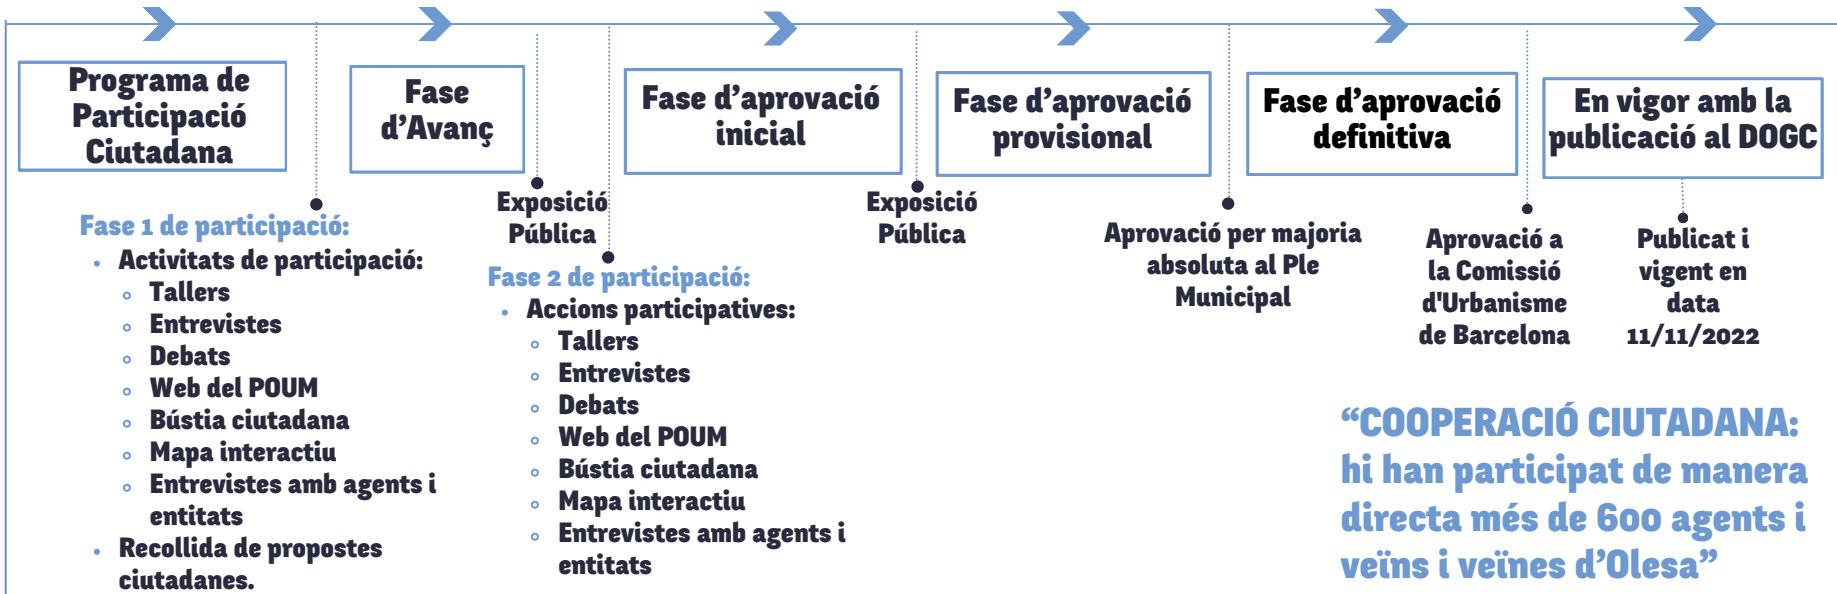 Programa de
Participació
Ciutadana
Fase
d’Avanç
Fase d’aprovació
inicial
Fase d’aprovació
provisional
Fase d’aprovació
definitiva
En vigor amb la
publicació al DOGC
Fase 1 de participació:
Activitats de participació:
Tallers
Entrevistes
Debats
Web del POUM
Bústia ciutadana
Mapa interactiu
Entrevistes amb agents i
entitats
Recollida de propostes
ciutadanes.
Exposició
Pública
Fase 2 de participació:
Accions participatives:
Tallers
Entrevistes
Debats
Web del POUM
Bústia ciutadana
Mapa interactiu
Entrevistes amb agents i
entitats
Exposició
Pública
Aprovació per majoria
absoluta al Ple
Municipal
Aprovació a
la Comissió
d'Urbanisme
de Barcelona
Publicat i
vigent en
data
11/11/2022
“COOPERACIÓ CIUTADANA:
hi han participat de manera
directa més de 600 agents i
veïns i veïnes d’Olesa”